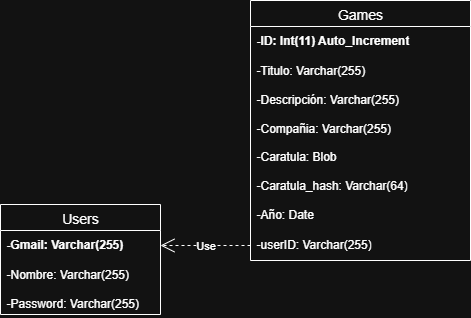 Games
-ID: Int(11) Auto_Increment
-Titulo: Varchar(255)
-Descripción: Varchar(255)
-Compañia: Varchar(255)
-Caratula: Blob
-Caratula_hash: Varchar(64)
-Año: Date
-userID: Varchar(255)
Use
Users
-Gmail: Varchar(255)
-Nombre: Varchar(255)
-Password: Varchar(255)